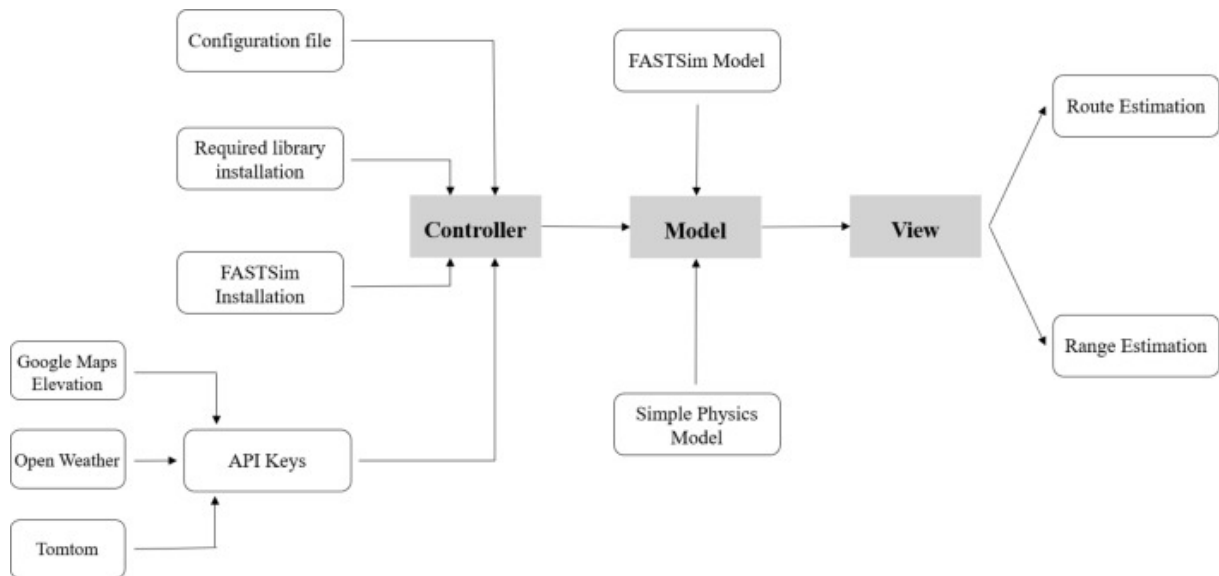 Configuration file
FASTSim Model
Route Estimation
Required library
installation
Controller
Model
View
FASTSim
Installation
Range Estimation
Google Maps
Elevation
Simple Physics
Model
Open Weather
API Keys
Tomtom